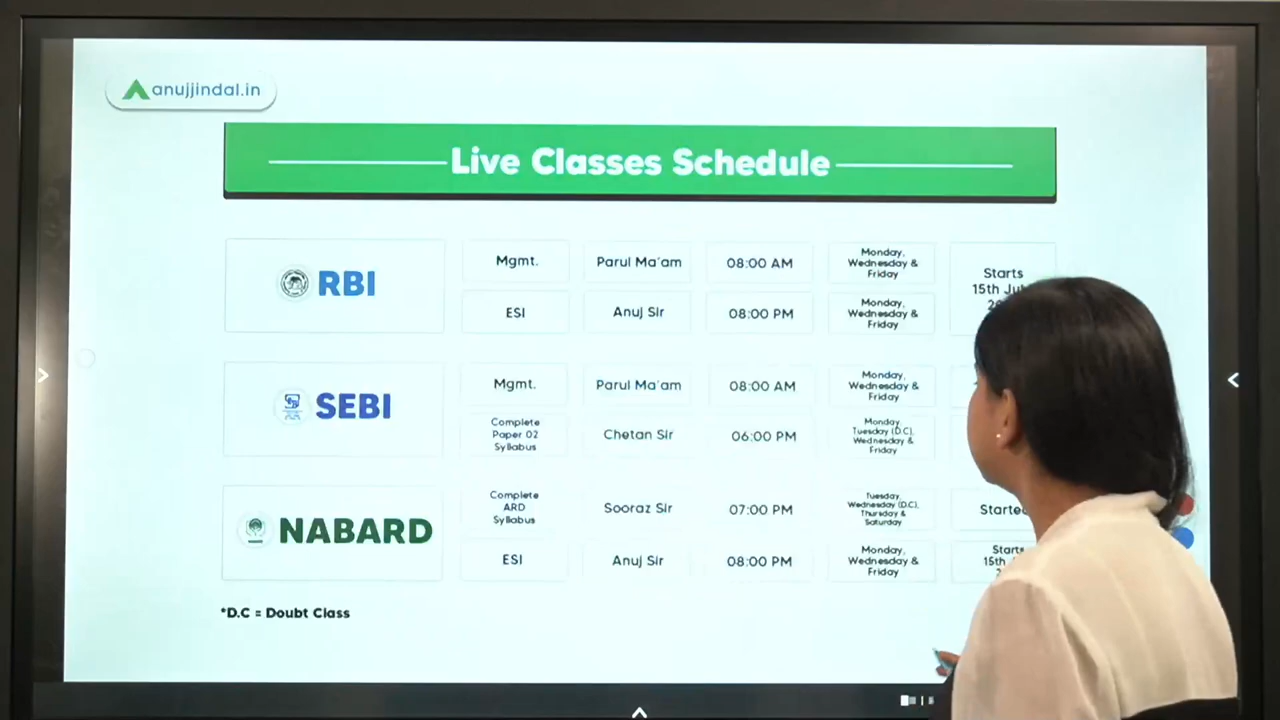 anujjindal.in
Live Classes Schedule
RBI
Mgmt.
Parul Ma'am
08:00 AM
Monday,
Wednesday &
Friday
Starts
15th
ESI
Anuj Sir
08:00 PM
Monday,
Wednesday &
Friday
SEBI
Mgmt.
Parul Ma'am
08:00 AM
Monday,
Wednesday &
Friday
Complete
Paper 02
Syllabus
Chetan Sir
06:00 PM
Monday
Tuesday (D.C),
Wednesday &
Friday
NABARD
Complete
ARD
Syllabus
Sooraz Sir
07:00 PM
Tuesday,
Wednesday (D.C),
Thursday &
Saturday
Started
ESI
Anuj Sir
08:00 PM
Monday,
Wednesday &
Friday
Starts
15th
*D.C = Doubt Class